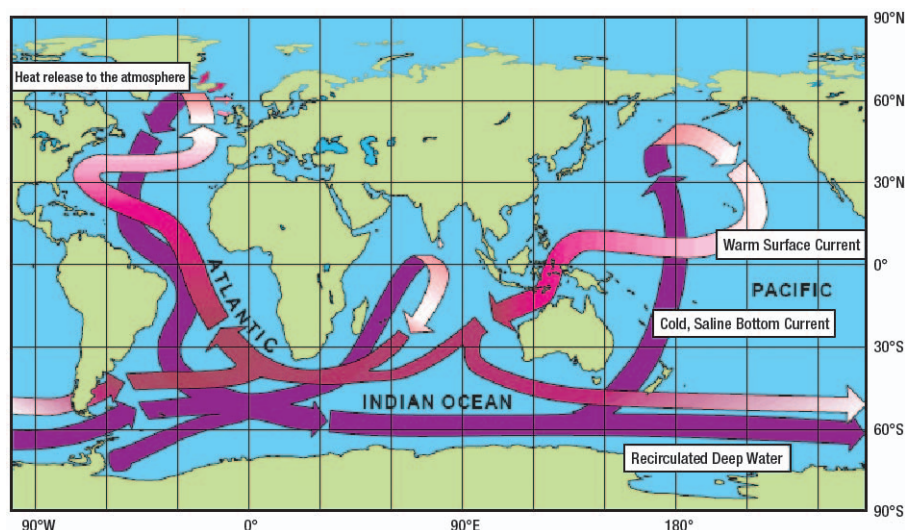 90°N
Heat release to the atmosphere
60°N
30°N
Warm Surface Current
ATLANTIC
0°
PACIFIC
Cold, Saline Bottom Current
30°S
INDIAN OCEAN
60°S
Recirculated Deep Water
90°S
90°W 0° 90°E 180°